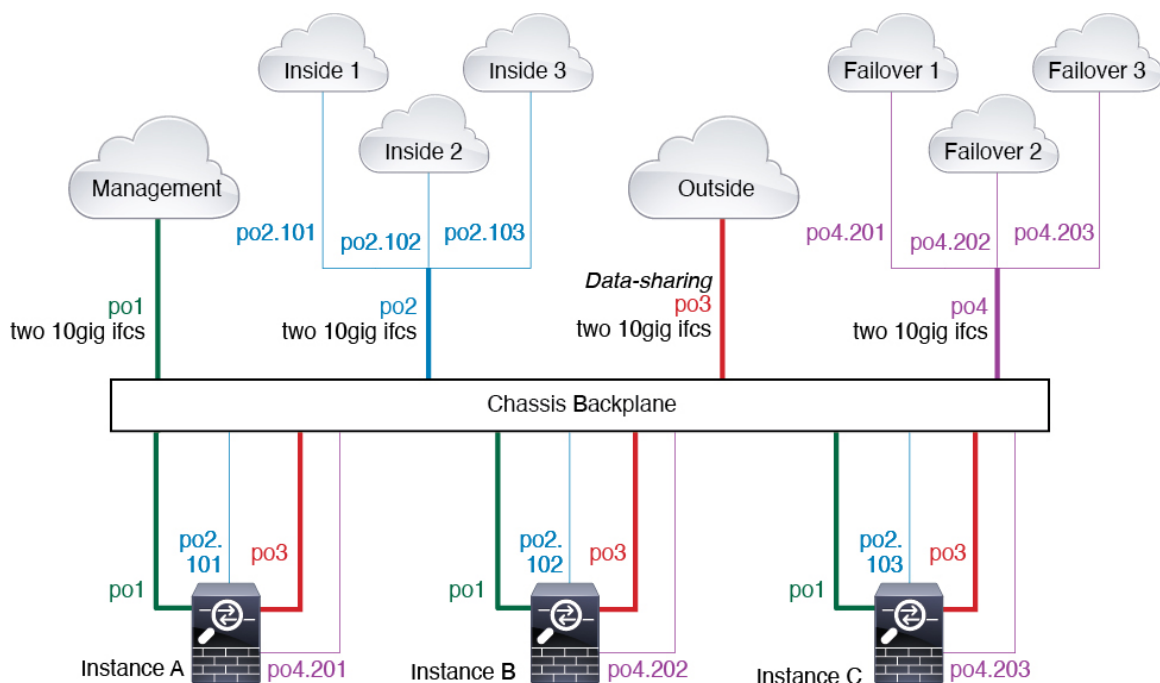 Inside 1
Inside 3
Inside 2
Failover 1
Failover 3
Failover 2
Management
Outside
po2.101
po2.102
po2.103
po4.201
po4.202
po4.203
po1
two 10gig ifcs
po2
two 10gig ifcs
Data-sharing
po3
two 10gig ifcs
po4
two 10gig ifcs
Chassis Backplane
po1
po2.
101
po3
Instance A
po4.201
po1
po2.
102
po3
Instance B
po4.202
po1
po2.
103
po3
Instance C
po4.203